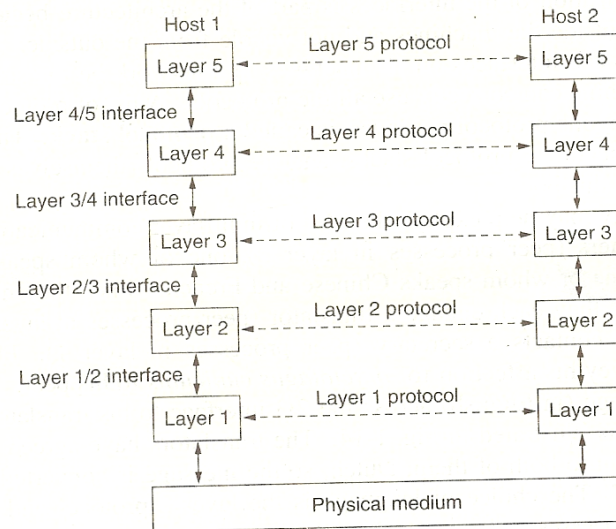 Host 1
Host 2
Layer 5 protocol
Layer 5
Layer 5
Layer 4/5 interface
Layer 4 protocol
Layer 4
Layer 4
Layer 3/4 interface
Layer 3 protocol
Layer 3
Layer 3
Layer 2/3 interface
Layer 2 protocol
Layer 2
Layer 2
Layer 1/2 interface
Layer 1 protocol
Layer 1
Layer 1
Physical medium